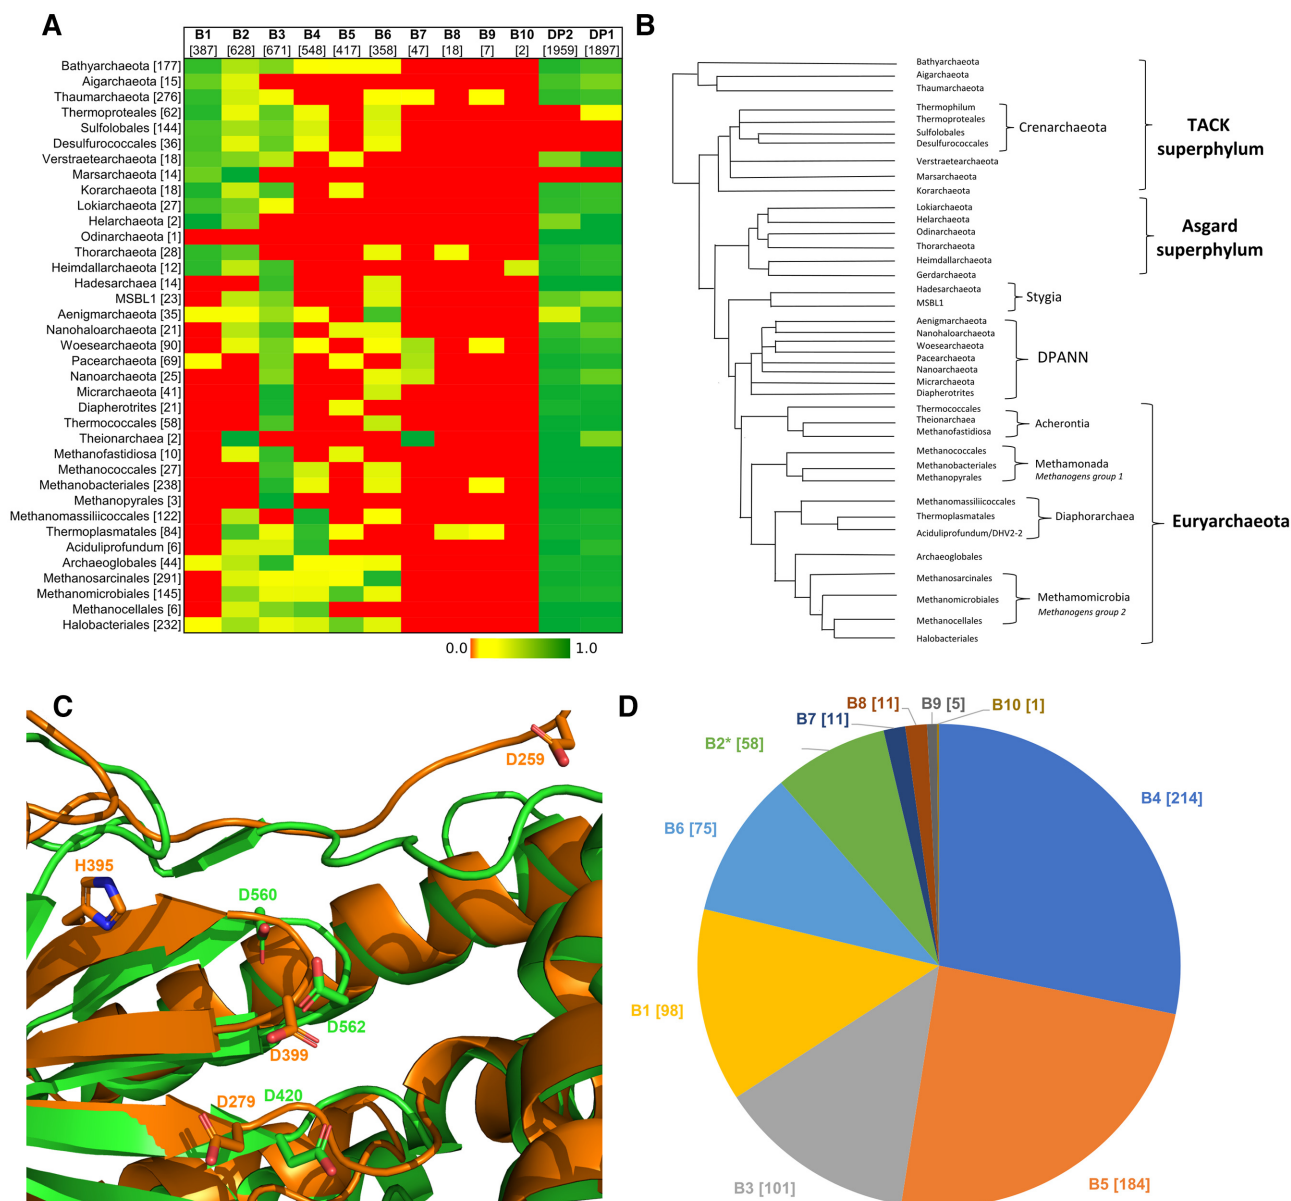 A
B1 B2 B3 B4 B5 B6 B7 B8 B9 B10 DP2 DP1
[387] [628] [671] [548] [417] [358] [47] [18] [7] [2] [1959] [1897]
Bathyarchaeota [177]
Aigarchaeota [15]
Thaumarchaeota [276]
Thermoproteales [62]
Sulfolobales [144]
Desulfurococcales [36]
Verstraetearchaeota [18]
Marsarchaeota [14]
Korarchaeota [18]
Lokiarchaeota [27]
Helarchaeota [2]
Odinarchaeota [1]
Thorarchaeota [28]
Heimdallarchaeota [12]
Hadesarchaea [14]
MSBL1 [23]
Aenigmarchaeota [35]
Nanohaloarchaeota [21]
Woesearchaeota [90]
Pacearchaeota [69]
Nanoarchaeota [25]
Micrarchaeota [41]
Diapherotrites [21]
Thermococcales [58]
Theionarchaea [2]
Methanofastidiosa [10]
Methanococcales [27]
Methanobacteriales [238]
Methanopyrales [3]
Methanomassiliicoccales [122]
Thermoplasmatales [84]
Aciduliprofundum [6]
Archaeoglobales [44]
Methanosarcinales [291]
Methanomicrobiales [145]
Methanocellales [6]
Halobacteriales [232]
0.0 1.0
B
Bathyarchaeota
Aigarchaeota
Thaumarchaeota
Thermophilum
Thermoproteales
Sulfolobales
Desulfurococcales
Crenarchaeota
Verstraetearchaeota
Marsarchaeota
Korarchaeota
TACK
superphylum
Lokiarchaeota
Helarchaeota
Odinarchaeota
Thorarchaeota
Heimdallarchaeota
Gerdarchaeota
Asgard
superphylum
Hadesarchaeota
MSBL1
Stygia
Aenigmarchaeota
Nanohaloarchaeota
Woesearchaeota
Pacearchaeota
Nanoarchaeota
Micrarchaeota
Diapherotrites
DPANN
Thermococcales
Theionarchaea
Methanofastidiosa
Acherontia
Methanococcales
Methanobacteriales
Methanopyrales
Methamonada
Methanogens group 1
Methanomassiliicoccales
Thermoplasmatales
Aciduliprofundum/DHV2-2
Diaphorarchaea
Archaeoglobales
Methanosarcinales
Methanomicrobiales
Methanocellales
Methamomicrobia
Methanogens group 2
Halobacteriales
Euryarchaeota
C
D259
H395
D560
D562
D399
D279
D420
D
B8 [11]
B9 [5]
B10 [1]
B7 [11]
B2* [58]
B4 [214]
B6 [75]
B1 [98]
B3 [101]
B5 [184]